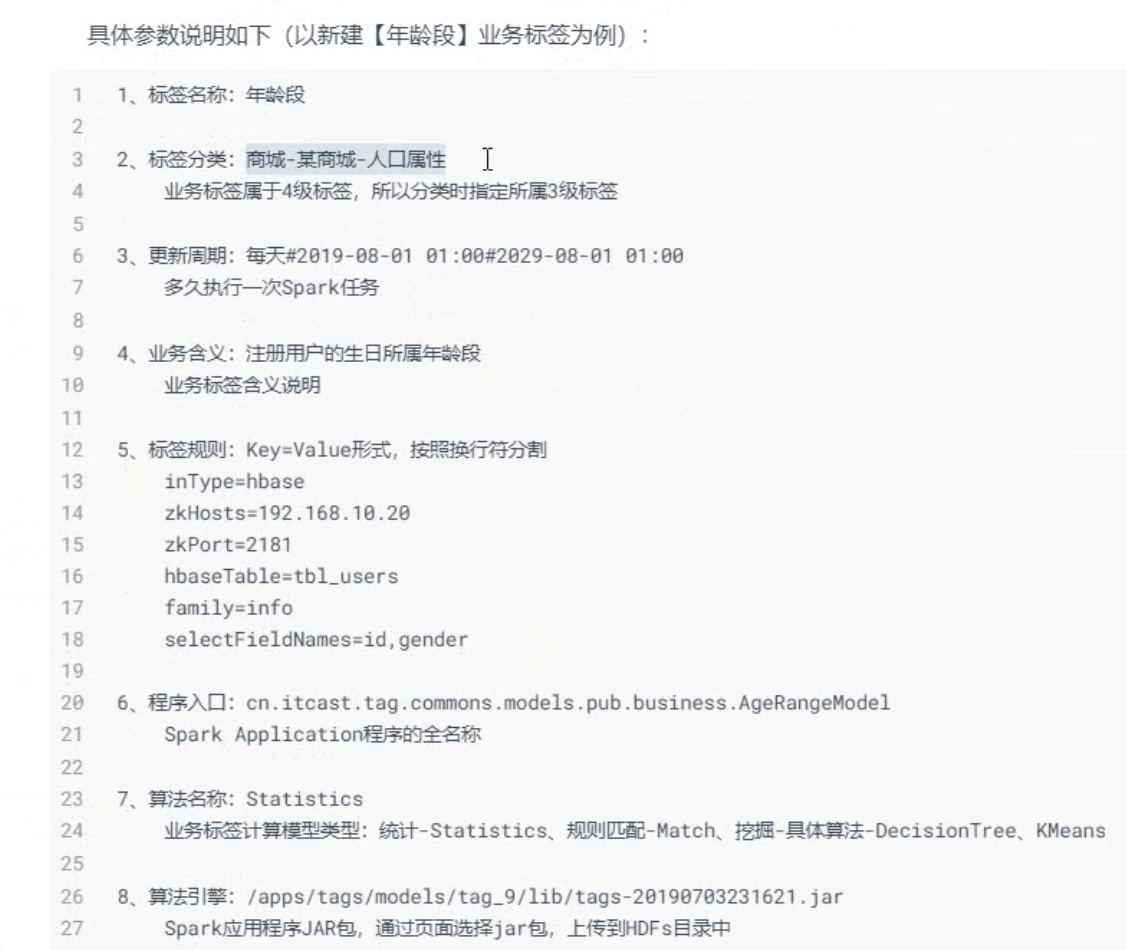 具体参数说明如下（以新建【年龄段】业务标签为例）：
1 1、标签名称：年龄段
2
3 2、标签分类：商城-某商城-人口属性
4 业务标签属于4级标签，所以分类时指定所属3级标签
5
6 3、更新周期：每天#2019-08-01 01:00#2029-08-01 01:00
7 多久执行一次Spark任务
8
9 4、业务含义：注册用户的生日所属年龄段
10 业务标签含义说明
11
12 5、标签规则：Key=Value形式，按照换行符分割
13 inType=hbase
14 zkHosts=192.168.10.20
15 zkPort=2181
16 hbaseTable=tbl_users
17 family=info
18 selectFieldNames=id,gender
19
20 6、程序入口：cn.itcast.tag.commons.models.pub.business.AgeRangeModel
21 Spark Application程序的全名称
22
23 7、算法名称：Statistics
24 业务标签计算模型类型：统计-Statistics、规则匹配-Match、挖掘-具体算法-DecisionTree、KMeans
25
26 8、算法引擎：/apps/tags/models/tag_9/lib/tags-20190703231621.jar
27 Spark应用程序JAR包，通过页面选择jar包，上传到HDFs目录中